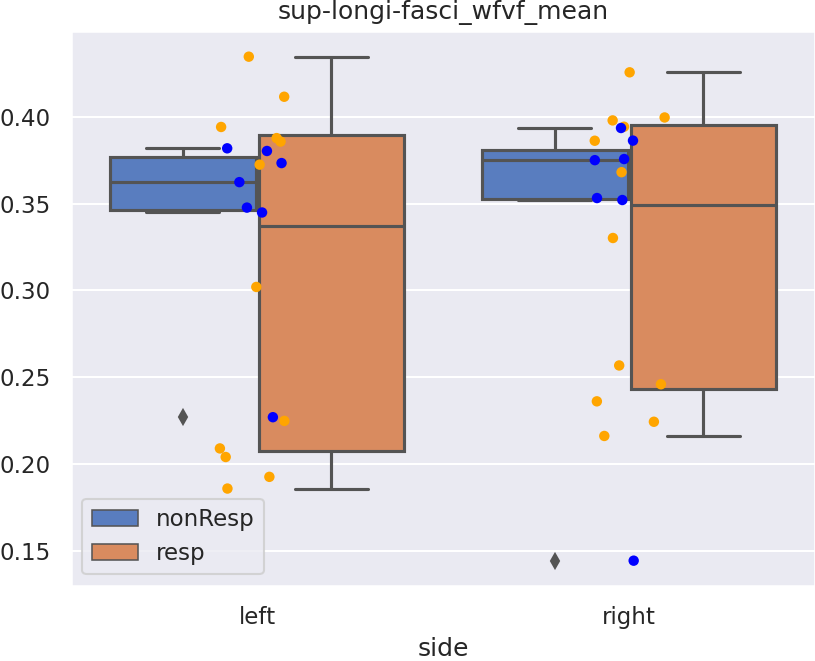 sup-longi-fasci_wfvf_mean
0.40
0.35
0.30
0.25
0.20
0.15
nonResp
resp
left right
side